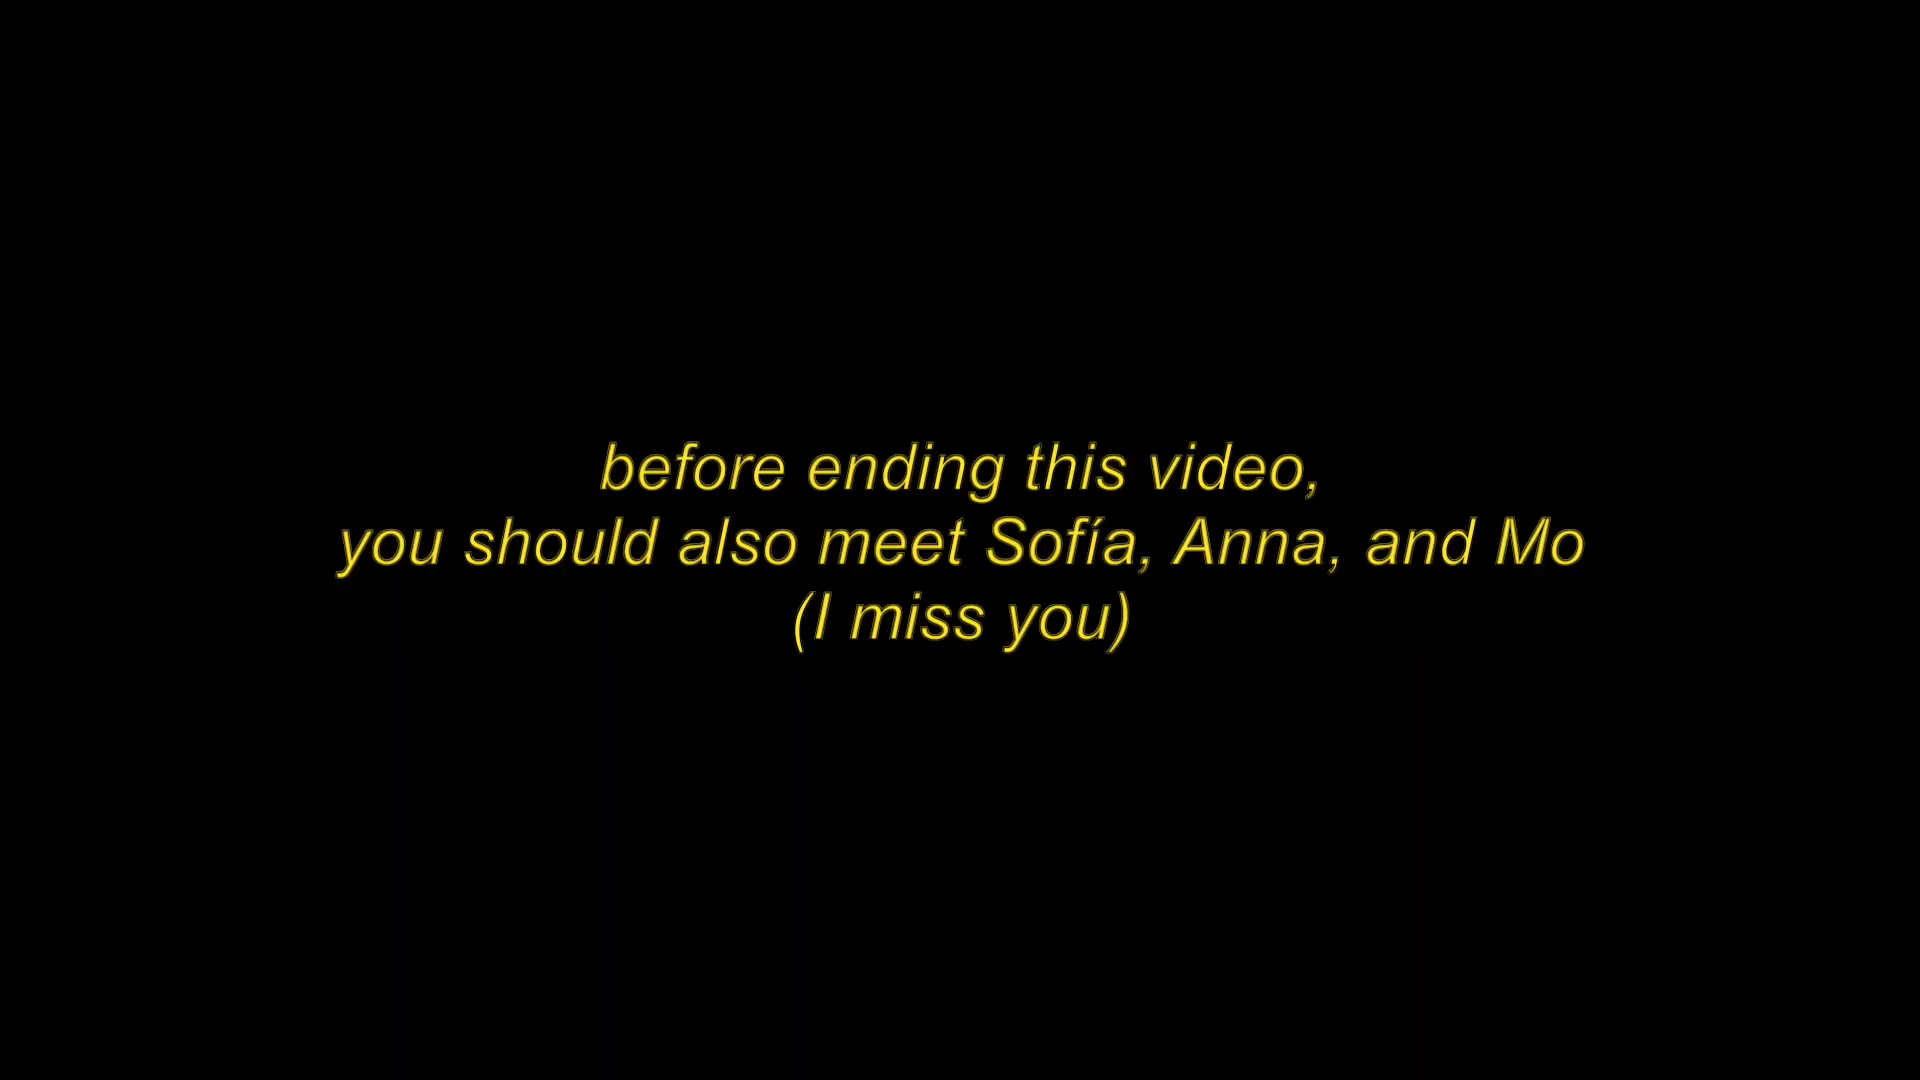 before ending this video,
you should also meet Sofía, Anna, and Mo
(I miss you)